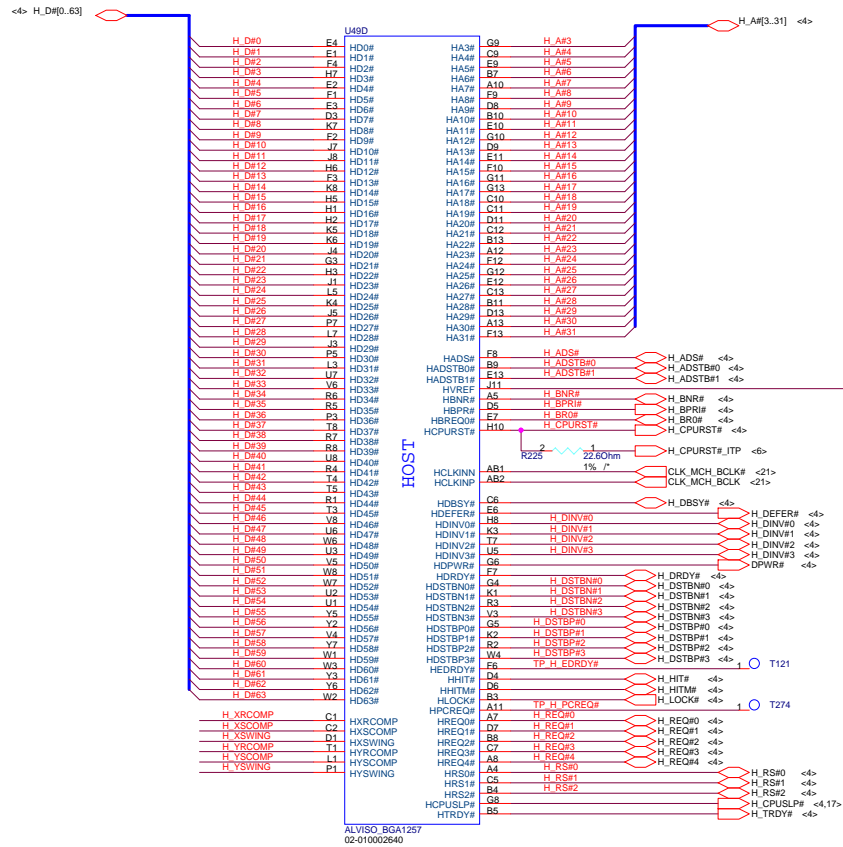 <4> H_D#[0..63]
H_A#[3..31] <4>
U49D
H_D#0 E4 HD0#
H_D#1 E1 HD1#
H_D#2 F4 HD2#
H_D#3 H7 HD3#
H_D#4 E2 HD4#
H_D#5 F1 HD5#
H_D#6 E3 HD6#
H_D#7 D3 HD7#
H_D#8 K7 HD8#
H_D#9 F2 HD9#
H_D#10 J7 HD10#
H_D#11 J8 HD11#
H_D#12 H6 HD12#
H_D#13 F3 HD13#
H_D#14 K8 HD14#
H_D#15 H5 HD15#
H_D#16 H1 HD16#
H_D#17 H2 HD17#
H_D#18 K5 HD18#
H_D#19 K6 HD19#
H_D#20 J4 HD20#
H_D#21 G3 HD21#
H_D#22 H3 HD22#
H_D#23 J1 HD23#
H_D#24 L5 HD24#
H_D#25 K4 HD25#
H_D#26 J5 HD26#
H_D#27 P7 HD27#
H_D#28 L7 HD28#
H_D#29 J3 HD29#
H_D#30 P5 HD30#
H_D#31 L3 HD31#
H_D#32 U7 HD32#
H_D#33 V6 HD33#
H_D#34 R6 HD34#
H_D#35 R5 HD35#
H_D#36 P3 HD36#
H_D#37 T8 HD37#
H_D#38 R7 HD38#
H_D#39 R8 HD39#
H_D#40 U8 HD40#
H_D#41 R4 HD41#
H_D#42 T4 HD42#
H_D#43 T5 HD43#
H_D#44 R1 HD44#
H_D#45 T3 HD45#
H_D#46 V8 HD46#
H_D#47 U6 HD47#
H_D#48 W6 HD48#
H_D#49 U3 HD49#
H_D#50 V5 HD50#
H_D#51 W8 HD51#
H_D#52 W7 HD52#
H_D#53 U2 HD53#
H_D#54 U1 HD54#
H_D#55 Y5 HD55#
H_D#56 Y2 HD56#
H_D#57 V4 HD57#
H_D#58 Y7 HD58#
H_D#59 W1 HD59#
H_D#60 W3 HD60#
H_D#61 Y3 HD61#
H_D#62 Y6 HD62#
H_D#63 W2 HD63#
H_XRCOMP C1 HXRCOMP
H_XSCOMP C2 HXSCOMP
H_XSWING D1 HXSWING
H_YRCOMP T1 HYRCOMP
H_YSCOMP L1 HYSCOMP
H_YSWING P1 HYSWING
HOST
HA3# G9 H_A#3
HA4# C9 H_A#4
HA5# E9 H_A#5
HA6# B7 H_A#6
HA7# A10 H_A#7
HA8# F9 H_A#8
HA9# D8 H_A#9
HA10# B10 H_A#10
HA11# E10 H_A#11
HA12# G10 H_A#12
HA13# D9 H_A#13
HA14# E11 H_A#14
HA15# F10 H_A#15
HA16# G11 H_A#16
HA17# G13 H_A#17
HA18# C10 H_A#18
HA19# C11 H_A#19
HA20# D11 H_A#20
HA21# C12 H_A#21
HA22# B13 H_A#22
HA23# A12 H_A#23
HA24# F12 H_A#24
HA25# G12 H_A#25
HA26# E12 H_A#26
HA27# C13 H_A#27
HA28# B11 H_A#28
HA29# D13 H_A#29
HA30# A13 H_A#30
HA31# F13 H_A#31
HADS# F8 H_ADS# H_ADS# <4>
HADSTB0# B9 H_ADSTB#0 H_ADSTB#0 <4>
HADSTB1# E13 H_ADSTB#1 H_ADSTB#1 <4>
HVREF J11
HBNR# A5 H_BNR# H_BNR# <4>
HBPR# D5 H_BPRI# H_BPRI# <4>
HBREQ0# E7 H_BR0# H_BR0# <4>
HCPURST# H10 H_CPURST# H_CPURST# <4>
R225 2 1 22.6Ohm H_CPURST#_ITP <6>
1% /*
HCLKINN AB1 CLK_MCH_BCLK# <21>
HCLKINP AB2 CLK_MCH_BCLK <21>
HDBSY# C6 H_DBSY# <4>
HDEFER# E6 H_DEFER# <4>
HDINV0# H8 H_DINV#0 H_DINV#0 <4>
HDINV1# K3 H_DINV#1 H_DINV#1 <4>
HDINV2# T7 H_DINV#2 H_DINV#2 <4>
HDINV3# U5 H_DINV#3 H_DINV#3 <4>
HDPWR# G6 DPWR# <4>
HDRDY# F7 H_DRDY# <4>
HDSTBN0# G4 H_DSTBN#0 H_DSTBN#0 <4>
HDSTBN1# K1 H_DSTBN#1 H_DSTBN#1 <4>
HDSTBN2# R3 H_DSTBN#2 H_DSTBN#2 <4>
HDSTBN3# V3 H_DSTBN#3 H_DSTBN#3 <4>
HDSTBP0# G5 H_DSTBP#0 H_DSTBP#0 <4>
HDSTBP1# K2 H_DSTBP#1 H_DSTBP#1 <4>
HDSTBP2# R2 H_DSTBP#2 H_DSTBP#2 <4>
HDSTBP3# W4 H_DSTBP#3 H_DSTBP#3 <4>
HEDRDY# F6 TP_H_EDRDY# 1 T121
HHIT# D4 H_HIT# <4>
HHITM# D6 H_HITM# <4>
HLOCK# B3 H_LOCK# <4>
HPCREQ# A11 TP_H_PCREQ# 1 T274
HREQ0# A7 H_REQ#0 H_REQ#0 <4>
HREQ1# D7 H_REQ#1 H_REQ#1 <4>
HREQ2# B8 H_REQ#2 H_REQ#2 <4>
HREQ3# C7 H_REQ#3 H_REQ#3 <4>
HREQ4# A8 H_REQ#4 H_REQ#4 <4>
HRS0# A4 H_RS#0 H_RS#0 <4>
HRS1# C5 H_RS#1 H_RS#1 <4>
HRS2# B4 H_RS#2 H_RS#2 <4>
HCPUSLP# G8 H_CPUSLP# <4,17>
HTRDY# B5 H_TRDY# <4>
ALVISO_BGA1257
02-010002640